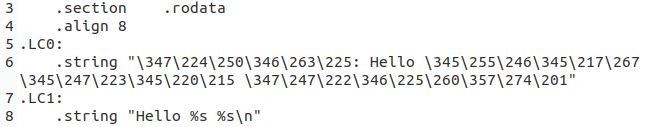 3     .section    .rodata
4     .align 8
5 .LC0:
6     .string "\347\224\250\346\263\225: Hello \345\255\246\345\217\267
\345\247\223\345\220\215 \347\247\222\346\225\260\357\274\201"
7 .LC1:
8     .string "Hello %s %s\n"